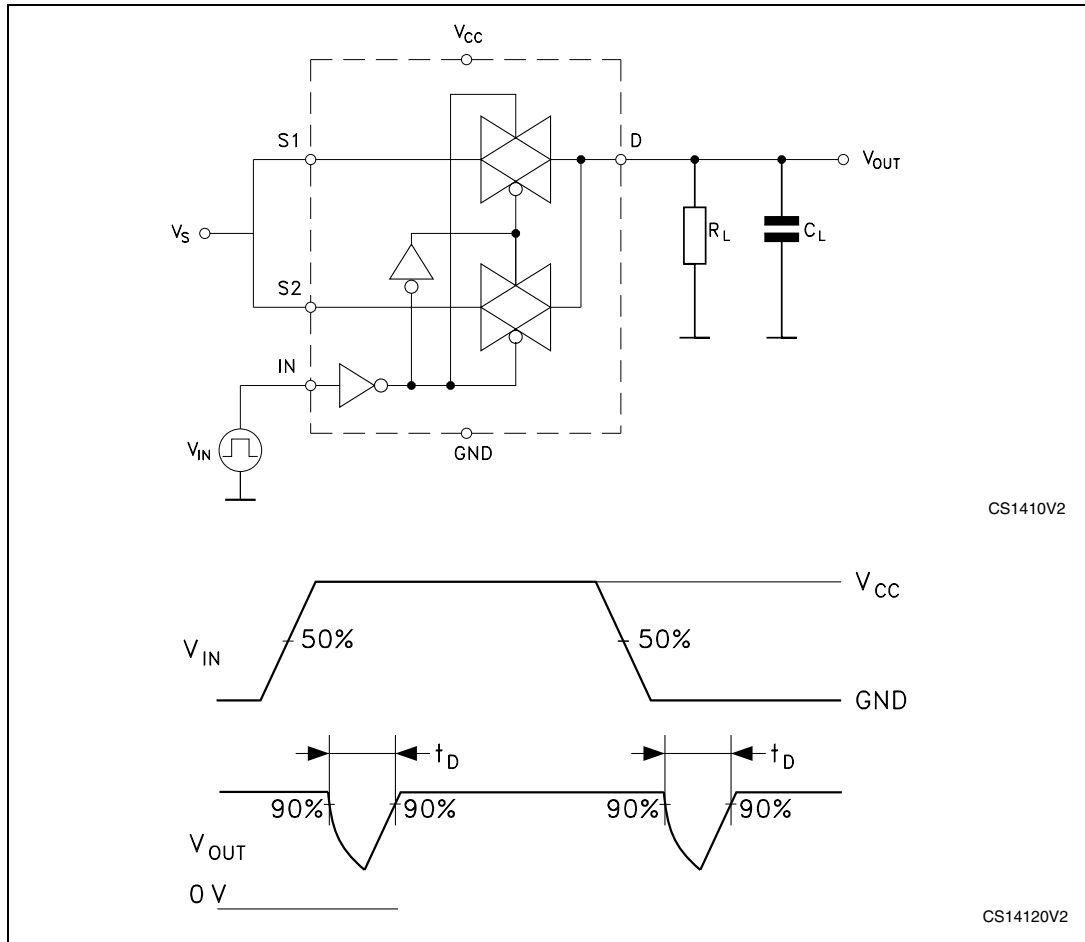 VCC
S1
D
VOUT
VS
RL
CL
S2
IN
VIN
GND
CS1410V2
VCC
50%
50%
VIN
GND
tD
tD
90%
90%
90%
90%
VOUT
0 V
CS14120V2